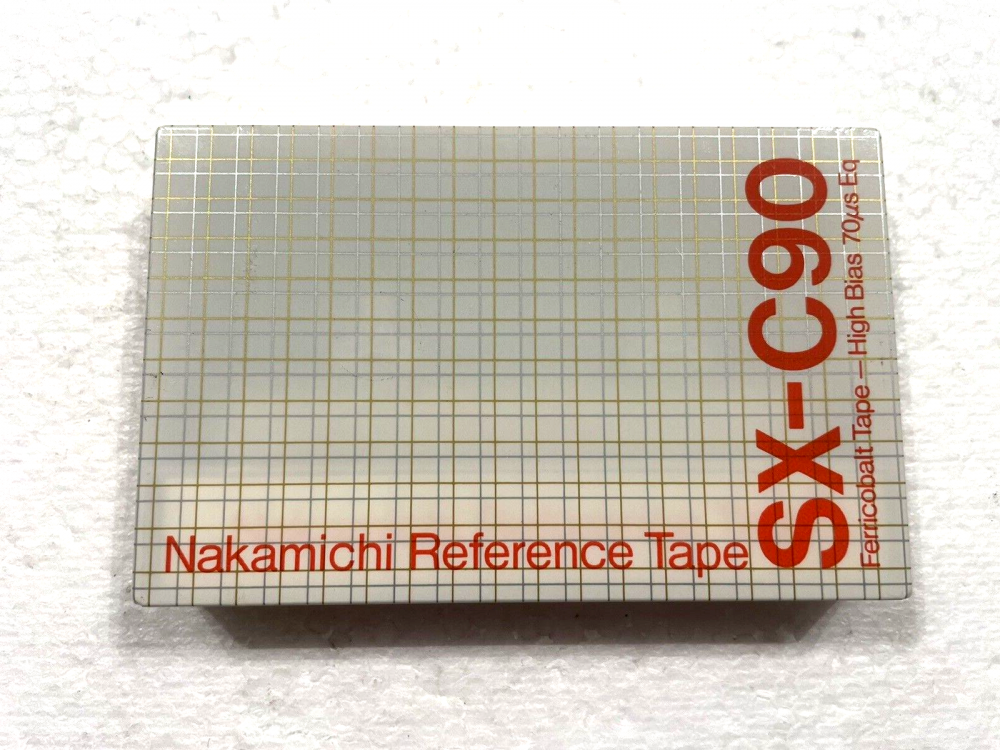 Nakamichi Reference Tape
SX-C90
Ferricobalt Tape – High Bias 70µs Eq